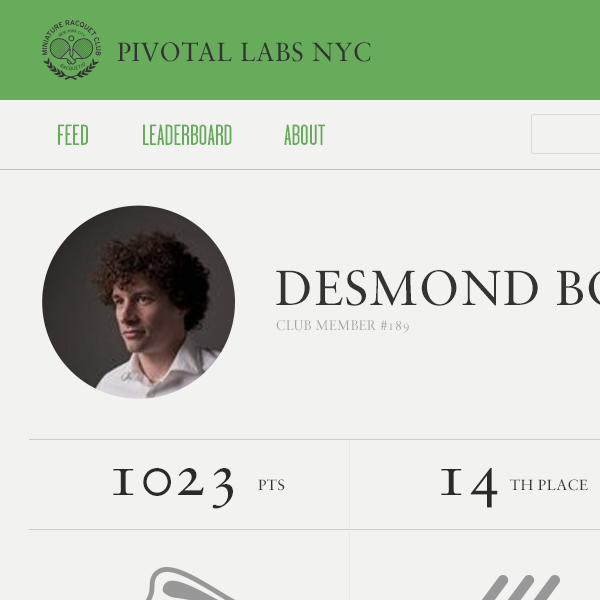 MINIATURE RACQUET CLUB
NEW YORK CITY
PIVOTAL LABS NYC
FEED LEADERBOARD ABOUT
DESMOND
CLUB MEMBER #189
1023 PTS 14 TH PLACE